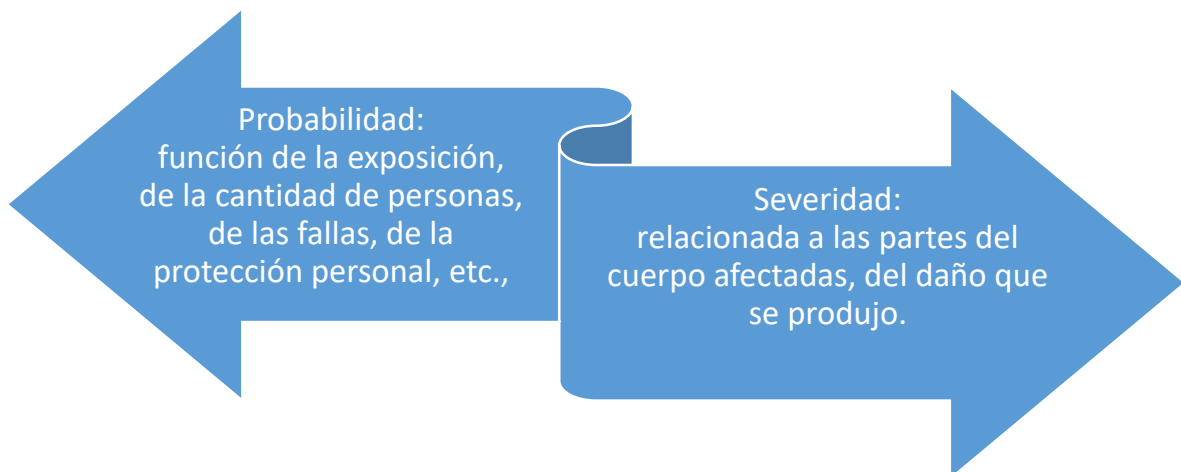 Probabilidad:
función de la exposición,
de la cantidad de personas,
de las fallas, de la
protección personal, etc.,
Severidad:
relacionada a las partes del
cuerpo afectadas, del daño que
se produjo.